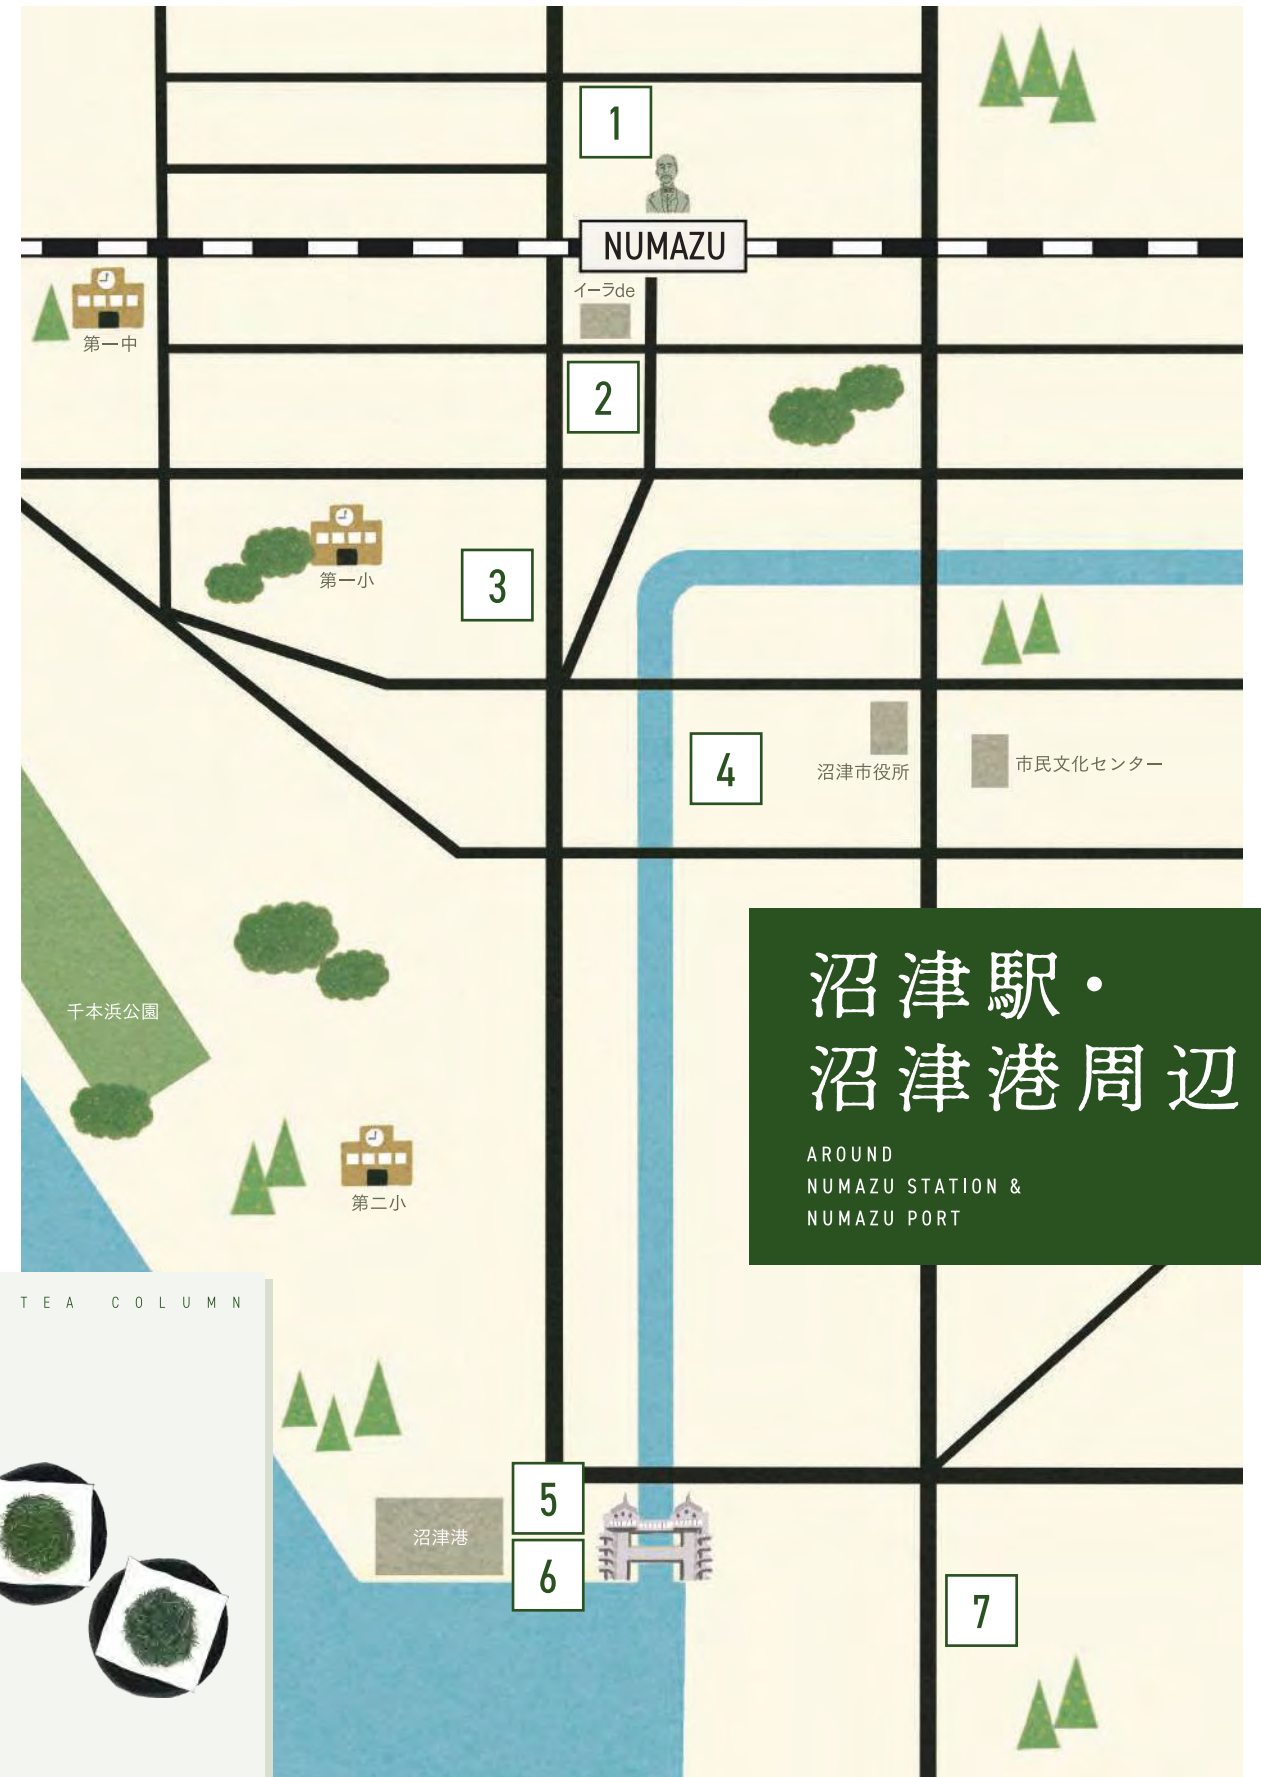 1
NUMAZU
イーラde
第一中
2
第一小
3
4
沼津市役所
市民文化センター
沼津駅・
沼津港周辺
AROUND
NUMAZU STATION &
NUMAZU PORT
千本浜公園
第二小
TEA COLUMN
5
沼津港
6
7